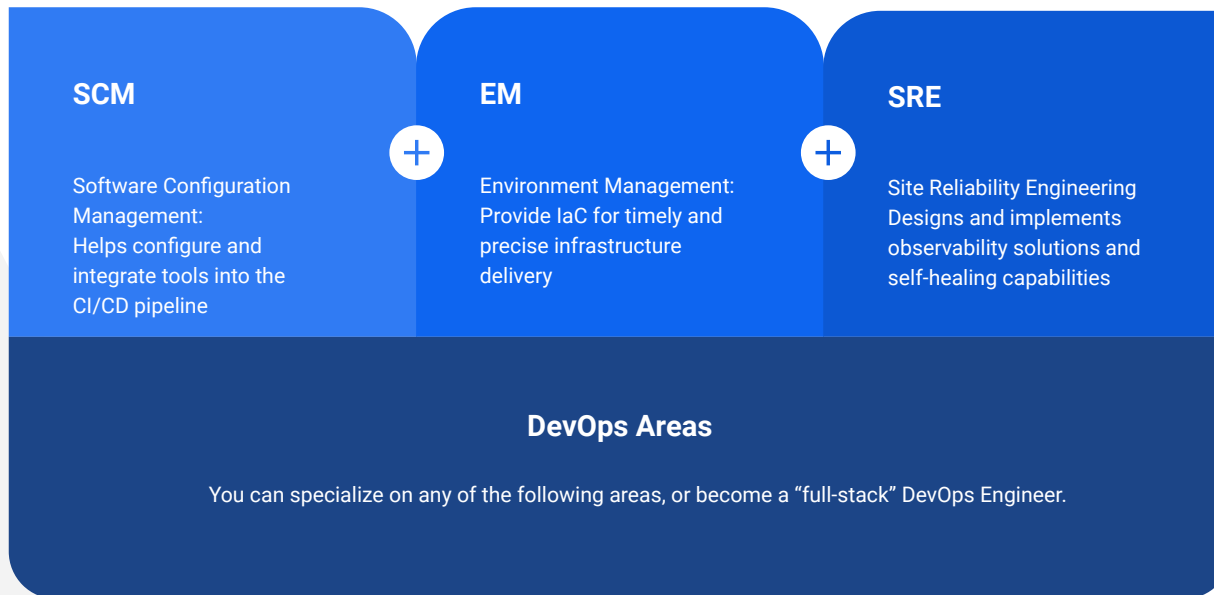 SCM
Software Configuration
Management:
Helps configure and
integrate tools into the
CI/CD pipeline
EM
Environment Management:
Provide IaC for timely and
precise infrastructure
delivery
SRE
Site Reliability Engineering
Designs and implements
observability solutions and
self-healing capabilities
DevOps Areas
You can specialize on any of the following areas, or become a “full-stack” DevOps Engineer.